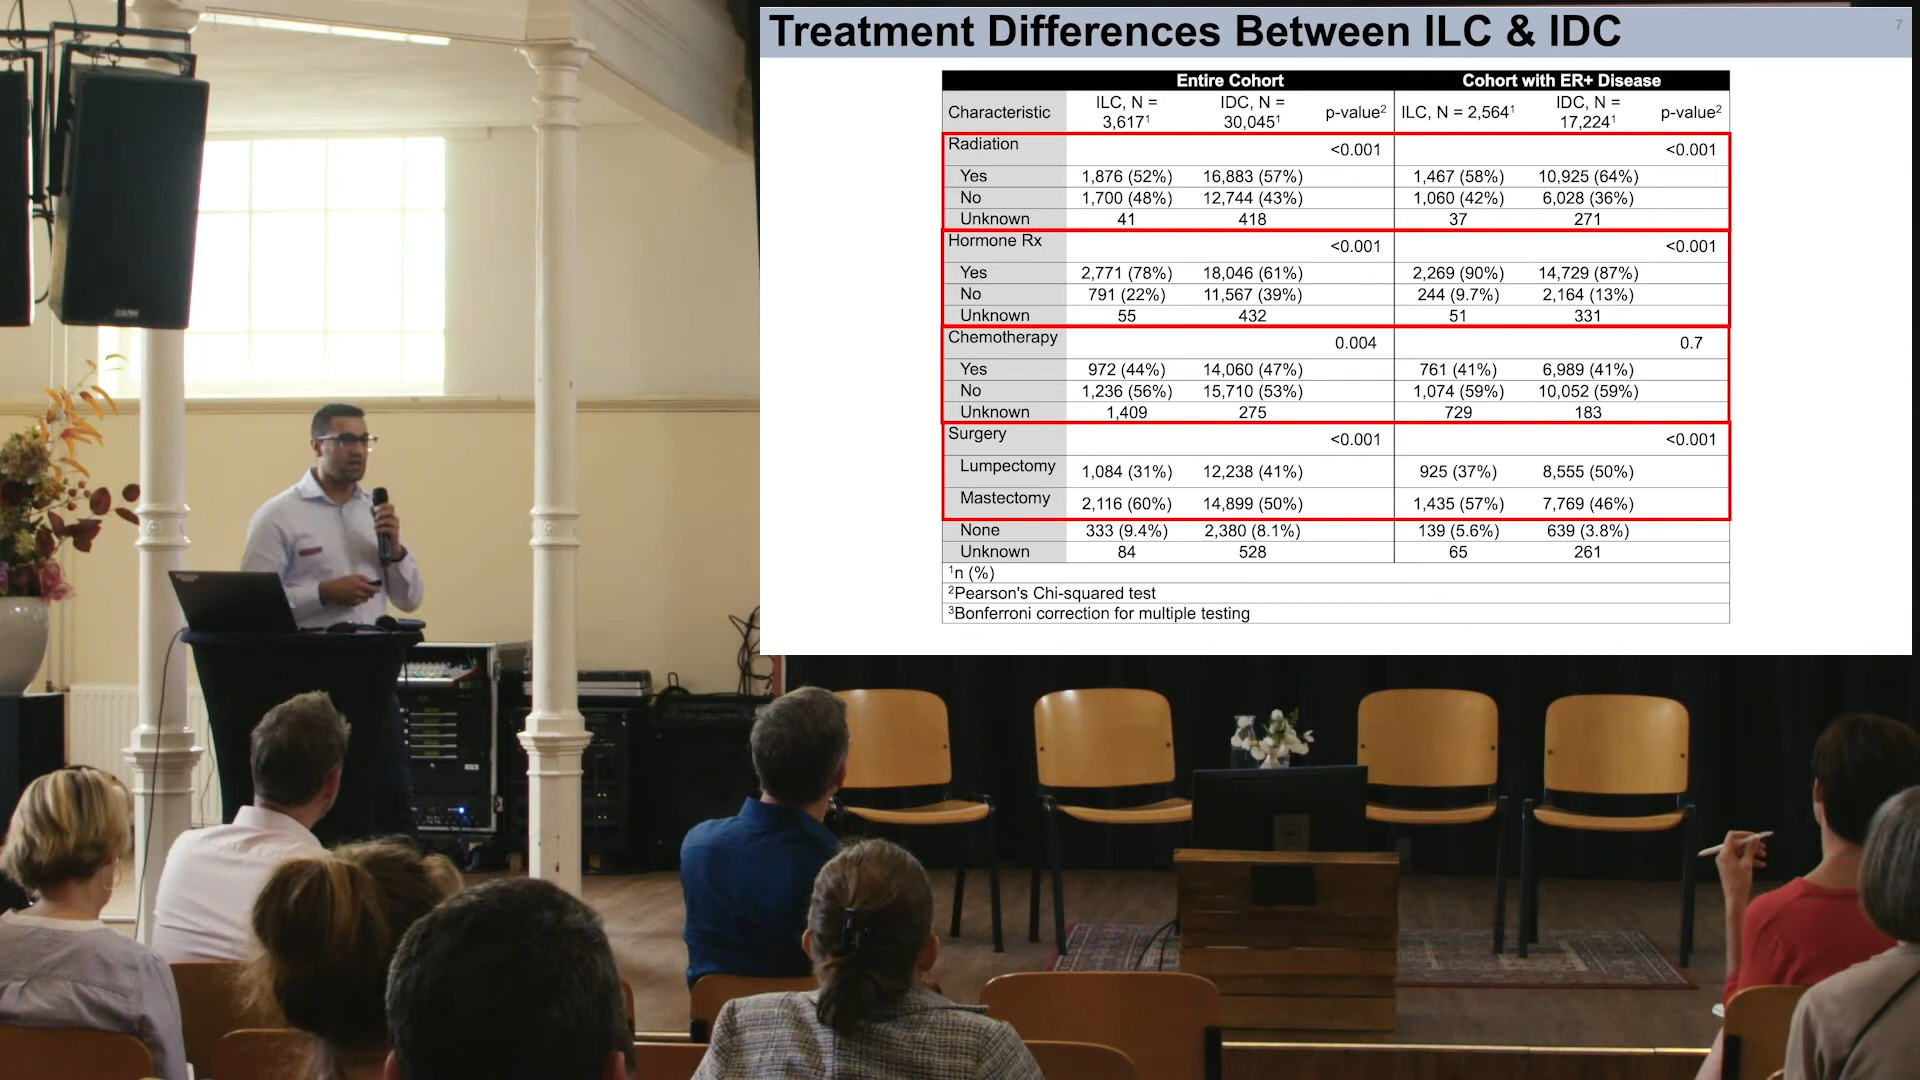 Treatment Differences Between ILC & IDC
7
Entire Cohort Cohort with ER+ Disease
Characteristic ILC, N = 3,617¹ IDC, N = 30,045¹ p-value² ILC, N = 2,564¹ IDC, N = 17,224¹ p-value²
Radiation <0.001 <0.001
Yes 1,876 (52%) 16,883 (57%) 1,467 (58%) 10,925 (64%)
No 1,700 (48%) 12,744 (43%) 1,060 (42%) 6,028 (36%)
Unknown 41 418 37 271
Hormone Rx <0.001 <0.001
Yes 2,771 (78%) 18,046 (61%) 2,269 (90%) 14,729 (87%)
No 791 (22%) 11,567 (39%) 244 (9.7%) 2,164 (13%)
Unknown 55 432 51 331
Chemotherapy 0.004 0.7
Yes 972 (44%) 14,060 (47%) 761 (41%) 6,989 (41%)
No 1,236 (56%) 15,710 (53%) 1,074 (59%) 10,052 (59%)
Unknown 1,409 275 729 183
Surgery <0.001 <0.001
Lumpectomy 1,084 (31%) 12,238 (41%) 925 (37%) 8,555 (50%)
Mastectomy 2,116 (60%) 14,899 (50%) 1,435 (57%) 7,769 (46%)
None 333 (9.4%) 2,380 (8.1%) 139 (5.6%) 639 (3.8%)
Unknown 84 528 65 261
¹n (%)
²Pearson's Chi-squared test
³Bonferroni correction for multiple testing